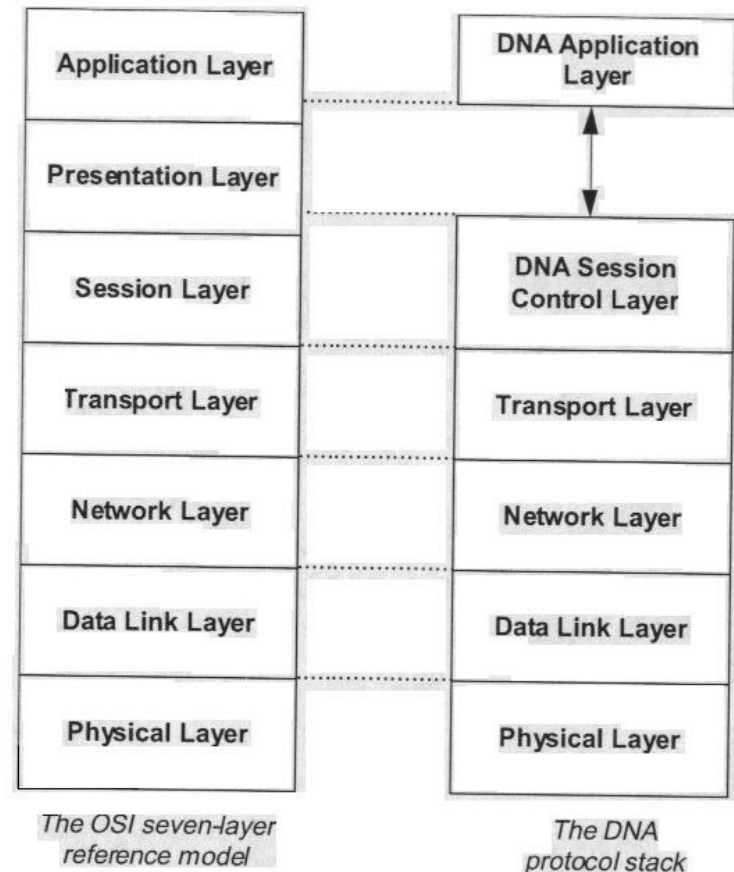 Application Layer
Presentation Layer
Session Layer
Transport Layer
Network Layer
Data Link Layer
Physical Layer
The OSI seven-layer
reference model
DNA Application
Layer
DNA Session
Control Layer
Transport Layer
Network Layer
Data Link Layer
Physical Layer
The DNA
protocol stack